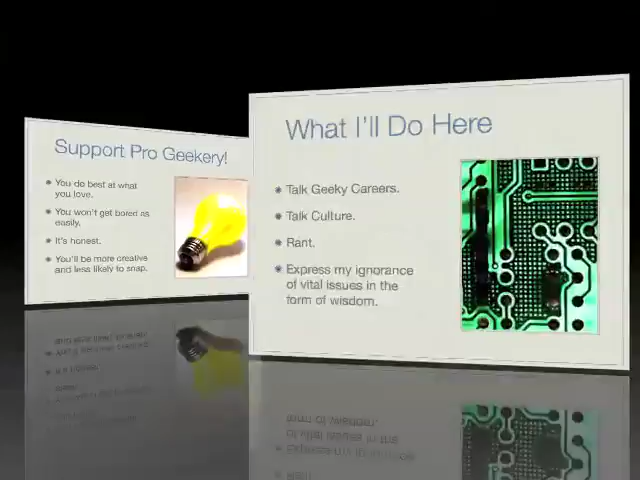 Support Pro Geekery!
You do best at what
you love.
You won't get bored as
easily.
It's honest.
You'll be more creative
and less likely to snap.
What I'll Do Here
Talk Geeky Careers.
Talk Culture.
Rant.
Express my ignorance
of vital issues in the
form of wisdom.